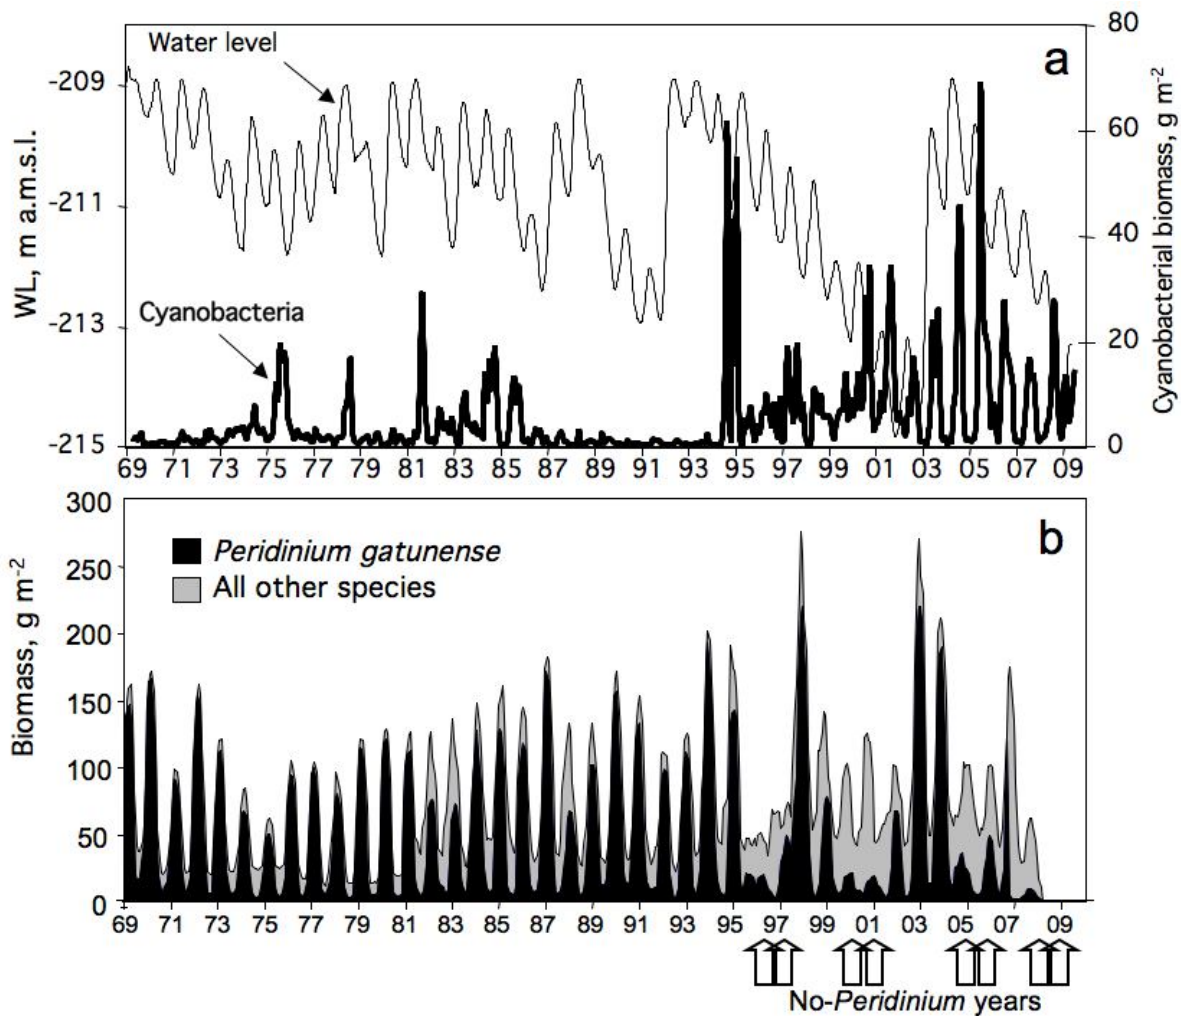 Water level
a
80
-209
60
-211
40
-213
Cyanobacteria
20
-215
0
WL, m a.m.s.l.
Cyanobacterial biomass, g m-2
69 71 73 75 77 79 81 83 85 87 89 91 93 95 97 99 01 03 05 07 09
300
b
Peridinium gatunense
All other species
250
200
150
100
50
0
Biomass, g m-2
69 71 73 75 77 79 81 83 85 87 89 91 93 95 97 99 01 03 05 07 09
No-Peridinium years